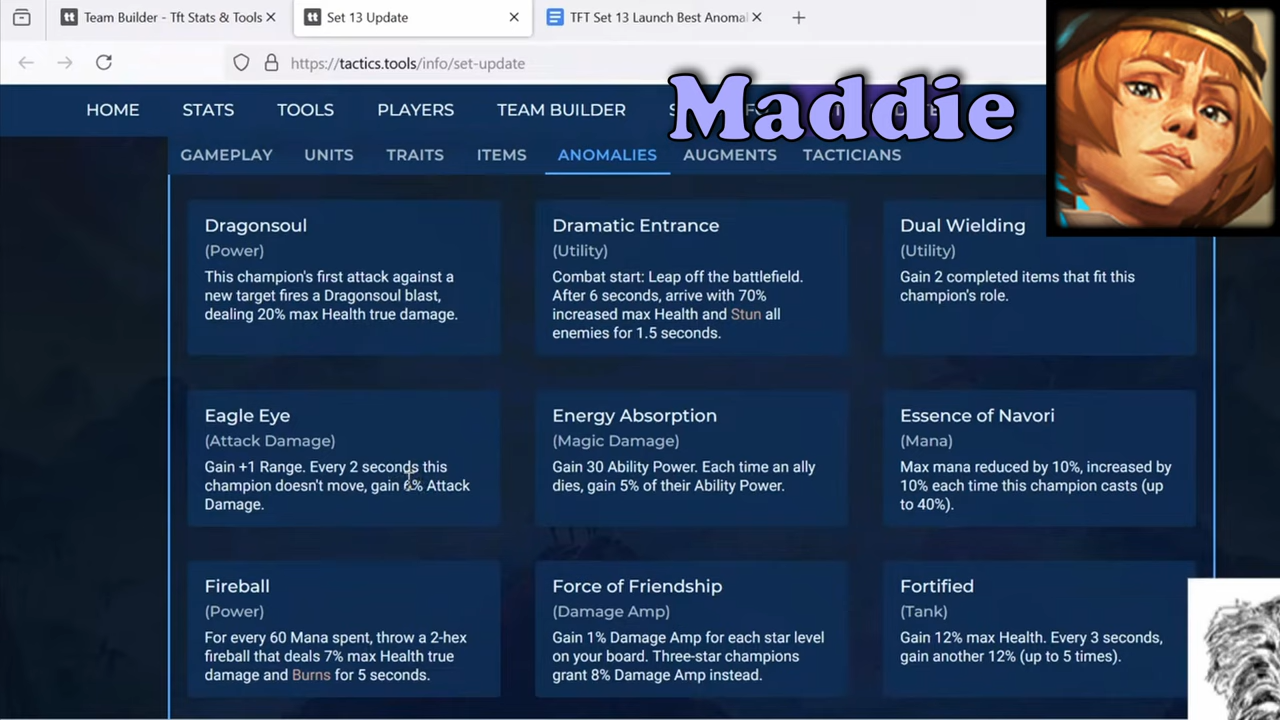 Team Builder - Tft Stats & Tools
Set 13 Update
TFT Set 13 Launch Best Anomal
https://tactics.tools/info/set-update
Maddie
HOME
STATS
TOOLS
PLAYERS
TEAM BUILDER
GAMEPLAY
UNITS
TRAITS
ITEMS
ANOMALIES
AUGMENTS
TACTICIANS
Dragonsoul
(Power)
This champion's first attack against a
new target fires a Dragonsoul blast,
dealing 20% max Health true damage.
Dramatic Entrance
(Utility)
Combat start: Leap off the battlefield.
After 6 seconds, arrive with 70%
increased max Health and Stun all
enemies for 1.5 seconds.
Dual Wielding
(Utility)
Gain 2 completed items that fit this
champion's role.
Eagle Eye
(Attack Damage)
Gain +1 Range. Every 2 seconds this
champion doesn't move, gain 6% Attack
Damage.
Energy Absorption
(Magic Damage)
Gain 30 Ability Power. Each time an ally
dies, gain 5% of their Ability Power.
Essence of Navori
(Mana)
Max mana reduced by 10%, increased by
10% each time this champion casts (up
to 40%).
Fireball
(Power)
For every 60 Mana spent, throw a 2-hex
fireball that deals 7% max Health true
damage and Burns for 5 seconds.
Force of Friendship
(Damage Amp)
Gain 1% Damage Amp for each star level
on your board. Three-star champions
grant 8% Damage Amp instead.
Fortified
(Tank)
Gain 12% max Health. Every 3 seconds,
gain another 12% (up to 5 times).